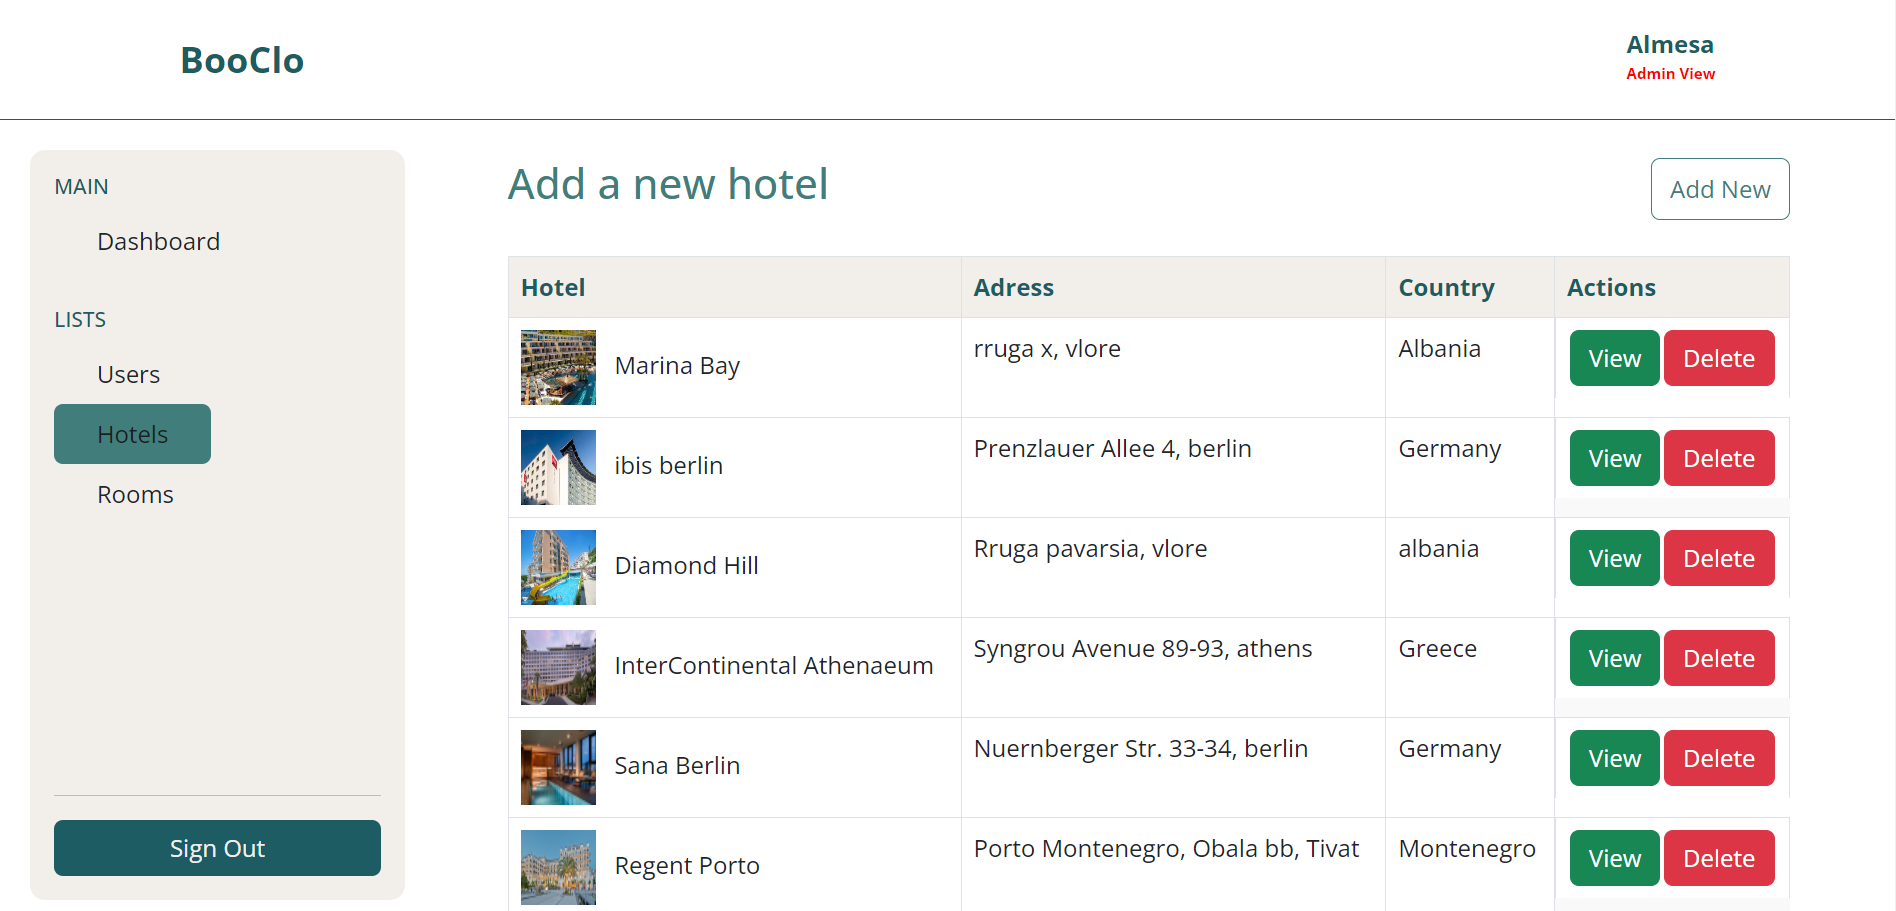 BooClo
Almesa
Admin View
MAIN
Dashboard
LISTS
Users
Hotels
Rooms
Sign Out
Add a new hotel
Add New
Hotel Adress Country Actions
Marina Bay rruga x, vlore Albania View Delete
ibis berlin Prenzlauer Allee 4, berlin Germany View Delete
Diamond Hill Rruga pavarsia, vlore albania View Delete
InterContinental Athenaeum Syngrou Avenue 89-93, athens Greece View Delete
Sana Berlin Nuernberger Str. 33-34, berlin Germany View Delete
Regent Porto Porto Montenegro, Obala bb, Tivat Montenegro View Delete